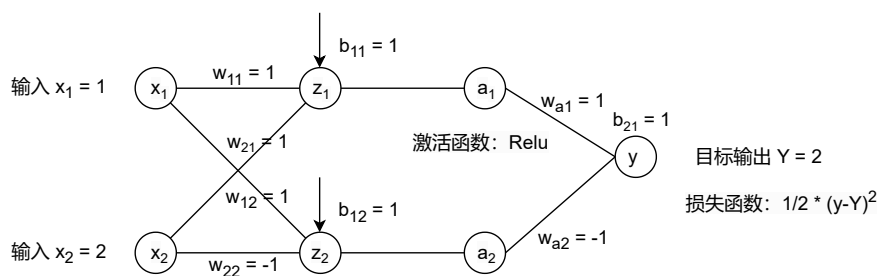 b₁₁ = 1
输入 x₁ = 1
x₁
w₁₁ = 1
z₁
a₁
wₐ₁ = 1
b₂₁ = 1
w₂₁ = 1
激活函数：Relu
y
目标输出 Y = 2
w₁₂ = 1
b₁₂ = 1
损失函数：1/2 * (y-Y)²
输入 x₂ = 2
x₂
w₂₂ = -1
z₂
a₂
wₐ₂ = -1